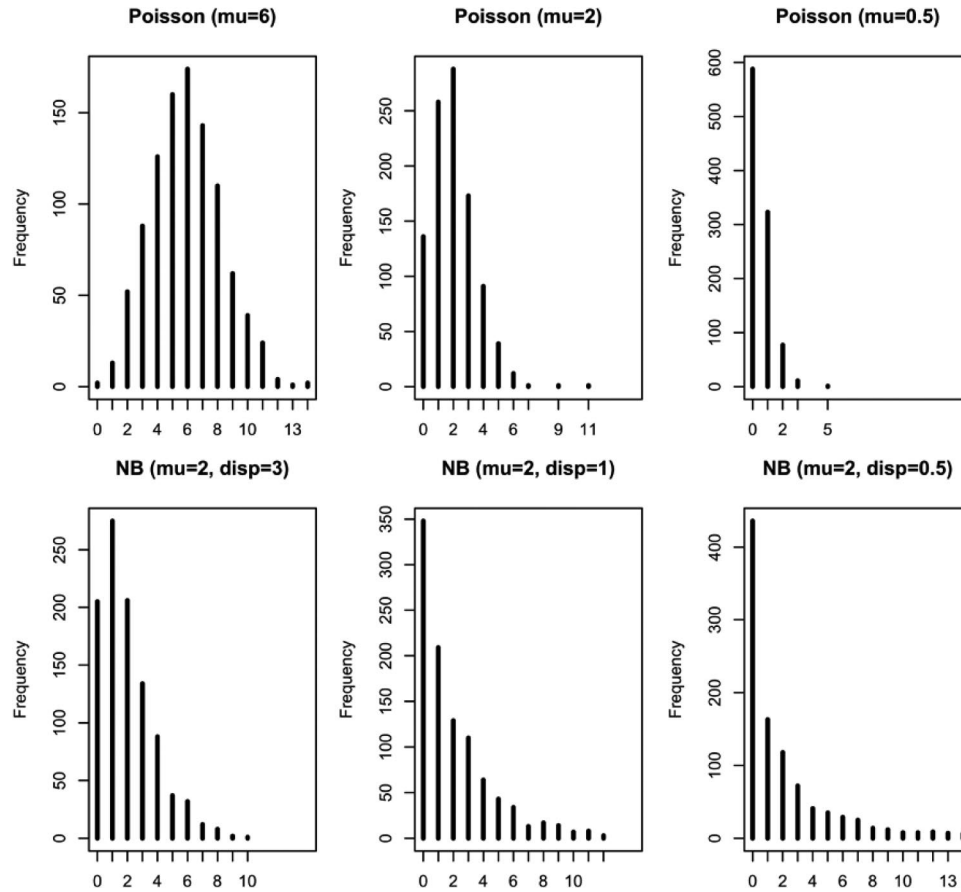 Poisson (mu=6)
Frequency
0 50 100 150
0 2 4 6 8 10 13
Poisson (mu=2)
Frequency
0 50 100 150 200 250
0 2 4 6 9 11
Poisson (mu=0.5)
Frequency
0 100 200 300 400 500 600
0 2 5
NB (mu=2, disp=3)
Frequency
0 50 100 150 200 250
0 2 4 6 8 10
NB (mu=2, disp=1)
Frequency
0 50 100 150 200 250 300 350
0 2 4 6 8 10
NB (mu=2, disp=0.5)
Frequency
0 100 200 300 400
0 2 4 6 8 10 13